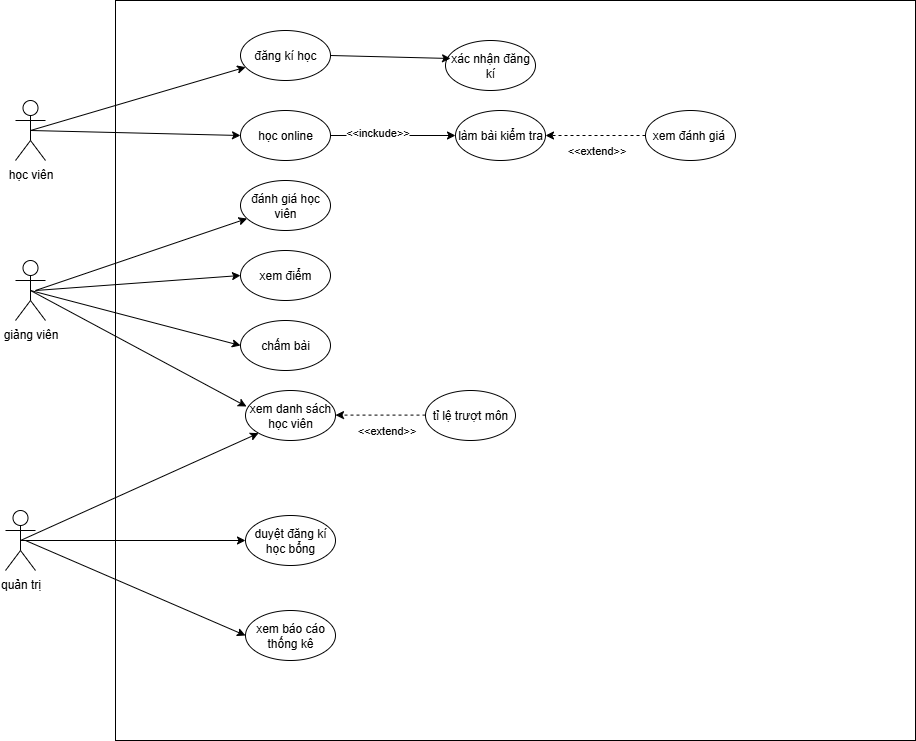 đăng kí học
xác nhận đăng
kí
học viên
học online
<<inckude>>
làm bài kiểm tra
<<extend>>
xem đánh giá
đánh giá học
viên
giảng viên
xem điểm
chấm bài
xem danh sách
học viên
<<extend>>
tỉ lệ trượt môn
quản trị
duyệt đăng kí
học bổng
xem báo cáo
thống kê